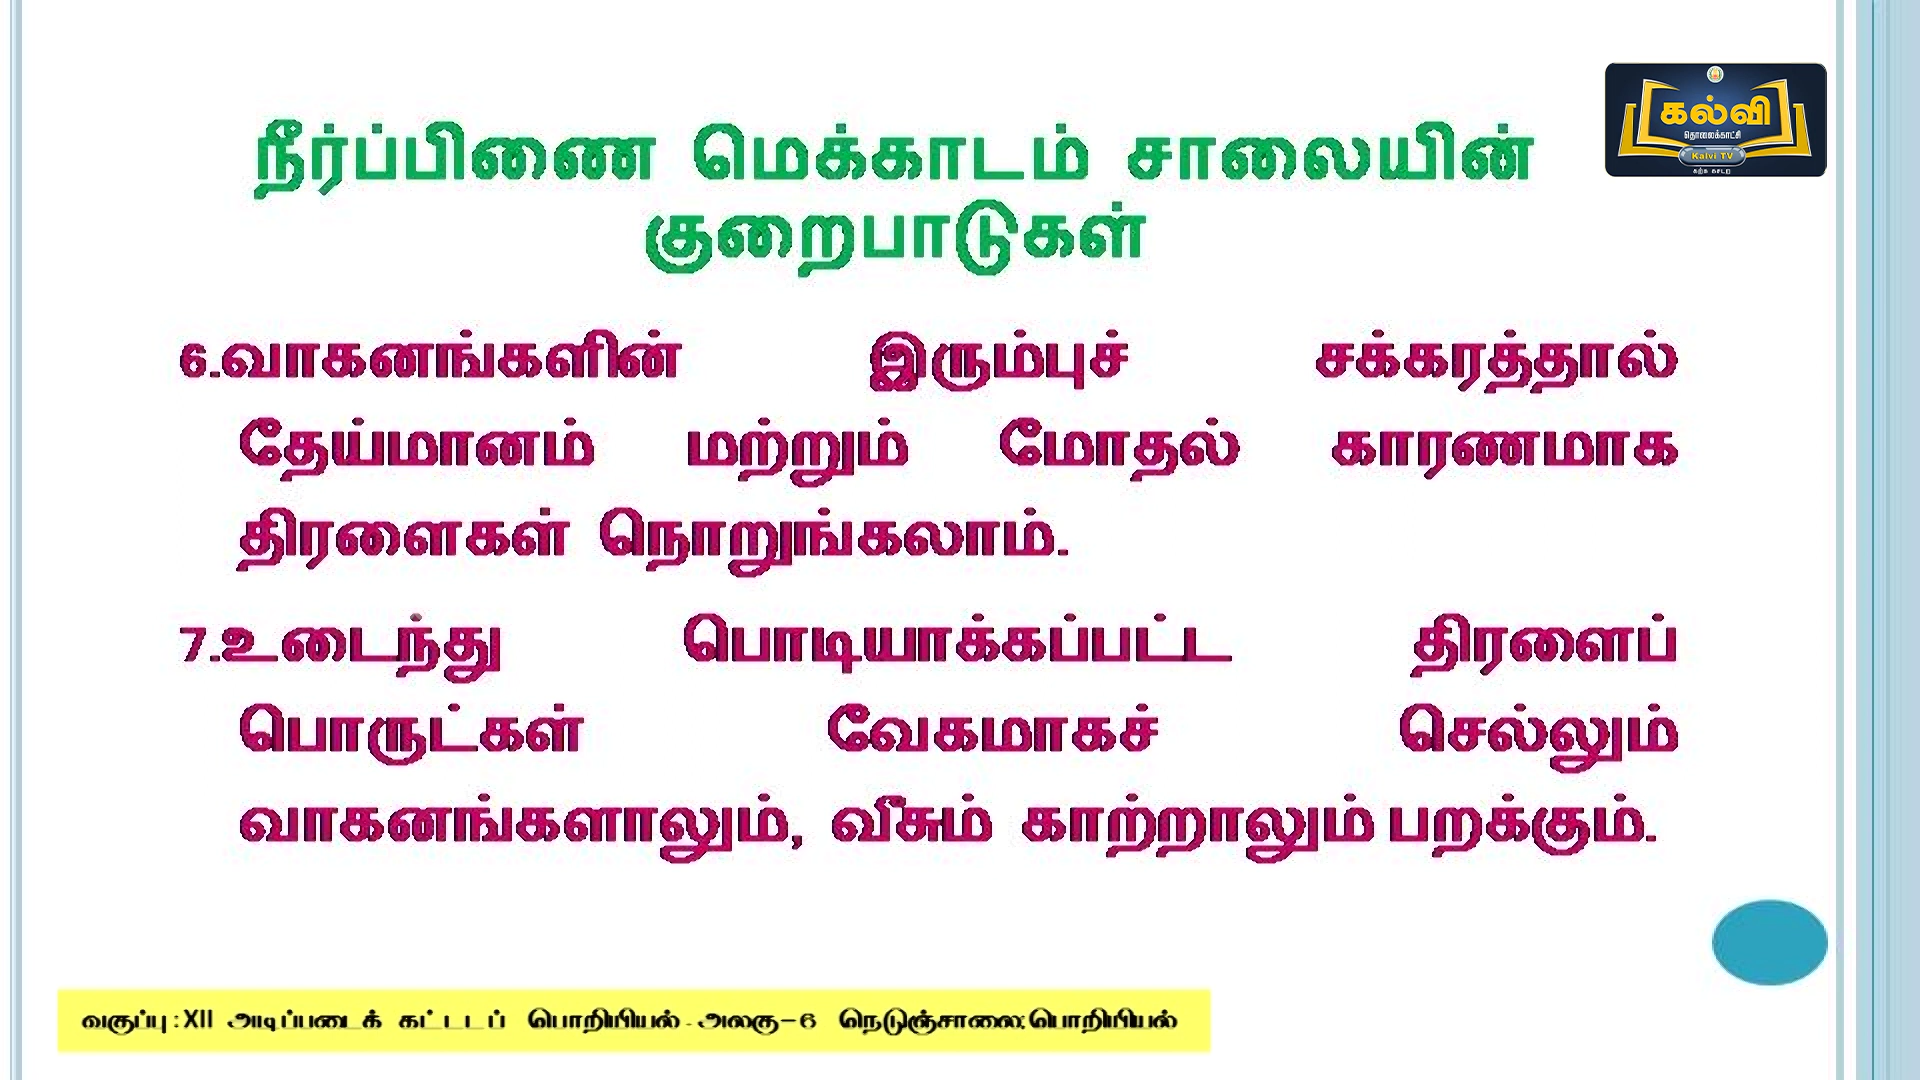 கல்வி
தொலைக்காட்சி
Kalvi TV
கற்க கசடற
நீர்ப்பிணை மெக்காடம் சாலையின்
குறைபாடுகள்
6.வாகனங்களின் இரும்புச் சக்கரத்தால்
தேய்மானம் மற்றும் மோதல் காரணமாக
திரளைகள் நொறுங்கலாம்.
7.உடைந்து பொடியாக்கப்பட்ட திரளைப்
பொருட்கள் வேகமாகச் செல்லும்
வாகனங்களாலும், வீசும் காற்றாலும் பறக்கும்.
வகுப்பு : XII அடிப்படைக் கட்டடப் பொறியியல் - அலகு – 6 நெடுஞ்சாலை பொறியியல்